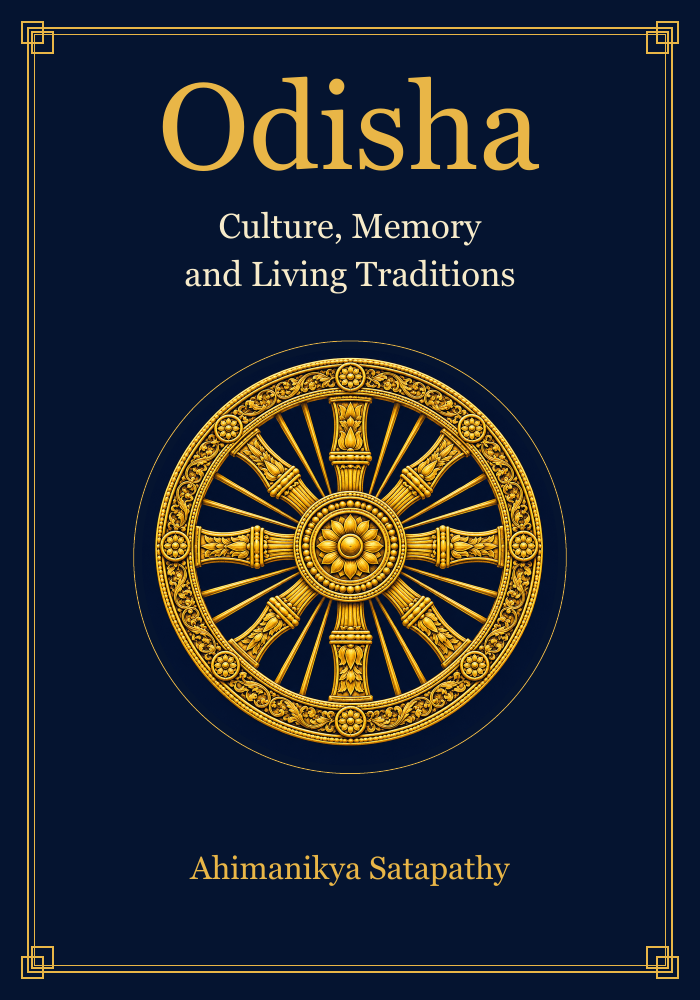 Odisha
Culture, Memory
and Living Traditions
Ahimanikya Satapathy